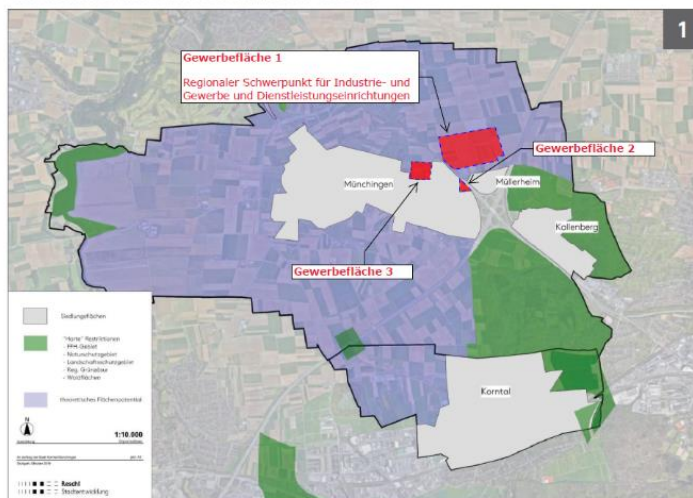 1
Gewerbefläche 1
Regionaler Schwerpunkt für Industrie- und
Gewerbe und Dienstleistungseinrichtungen
Gewerbefläche 2
Müllerheim
Münchingen
Kallenberg
Gewerbefläche 3
Korntal
Siedlungsflächen
"Harte" Restriktionen
- FFH-Gebiet
- Naturschutzgebiet
- Landschaftsschutzgebiet
- Reg. Grünzäsur
- Waldflächen
theoretisches Flächenpotential
N
1:10.000
Reschl
Stadtentwicklung